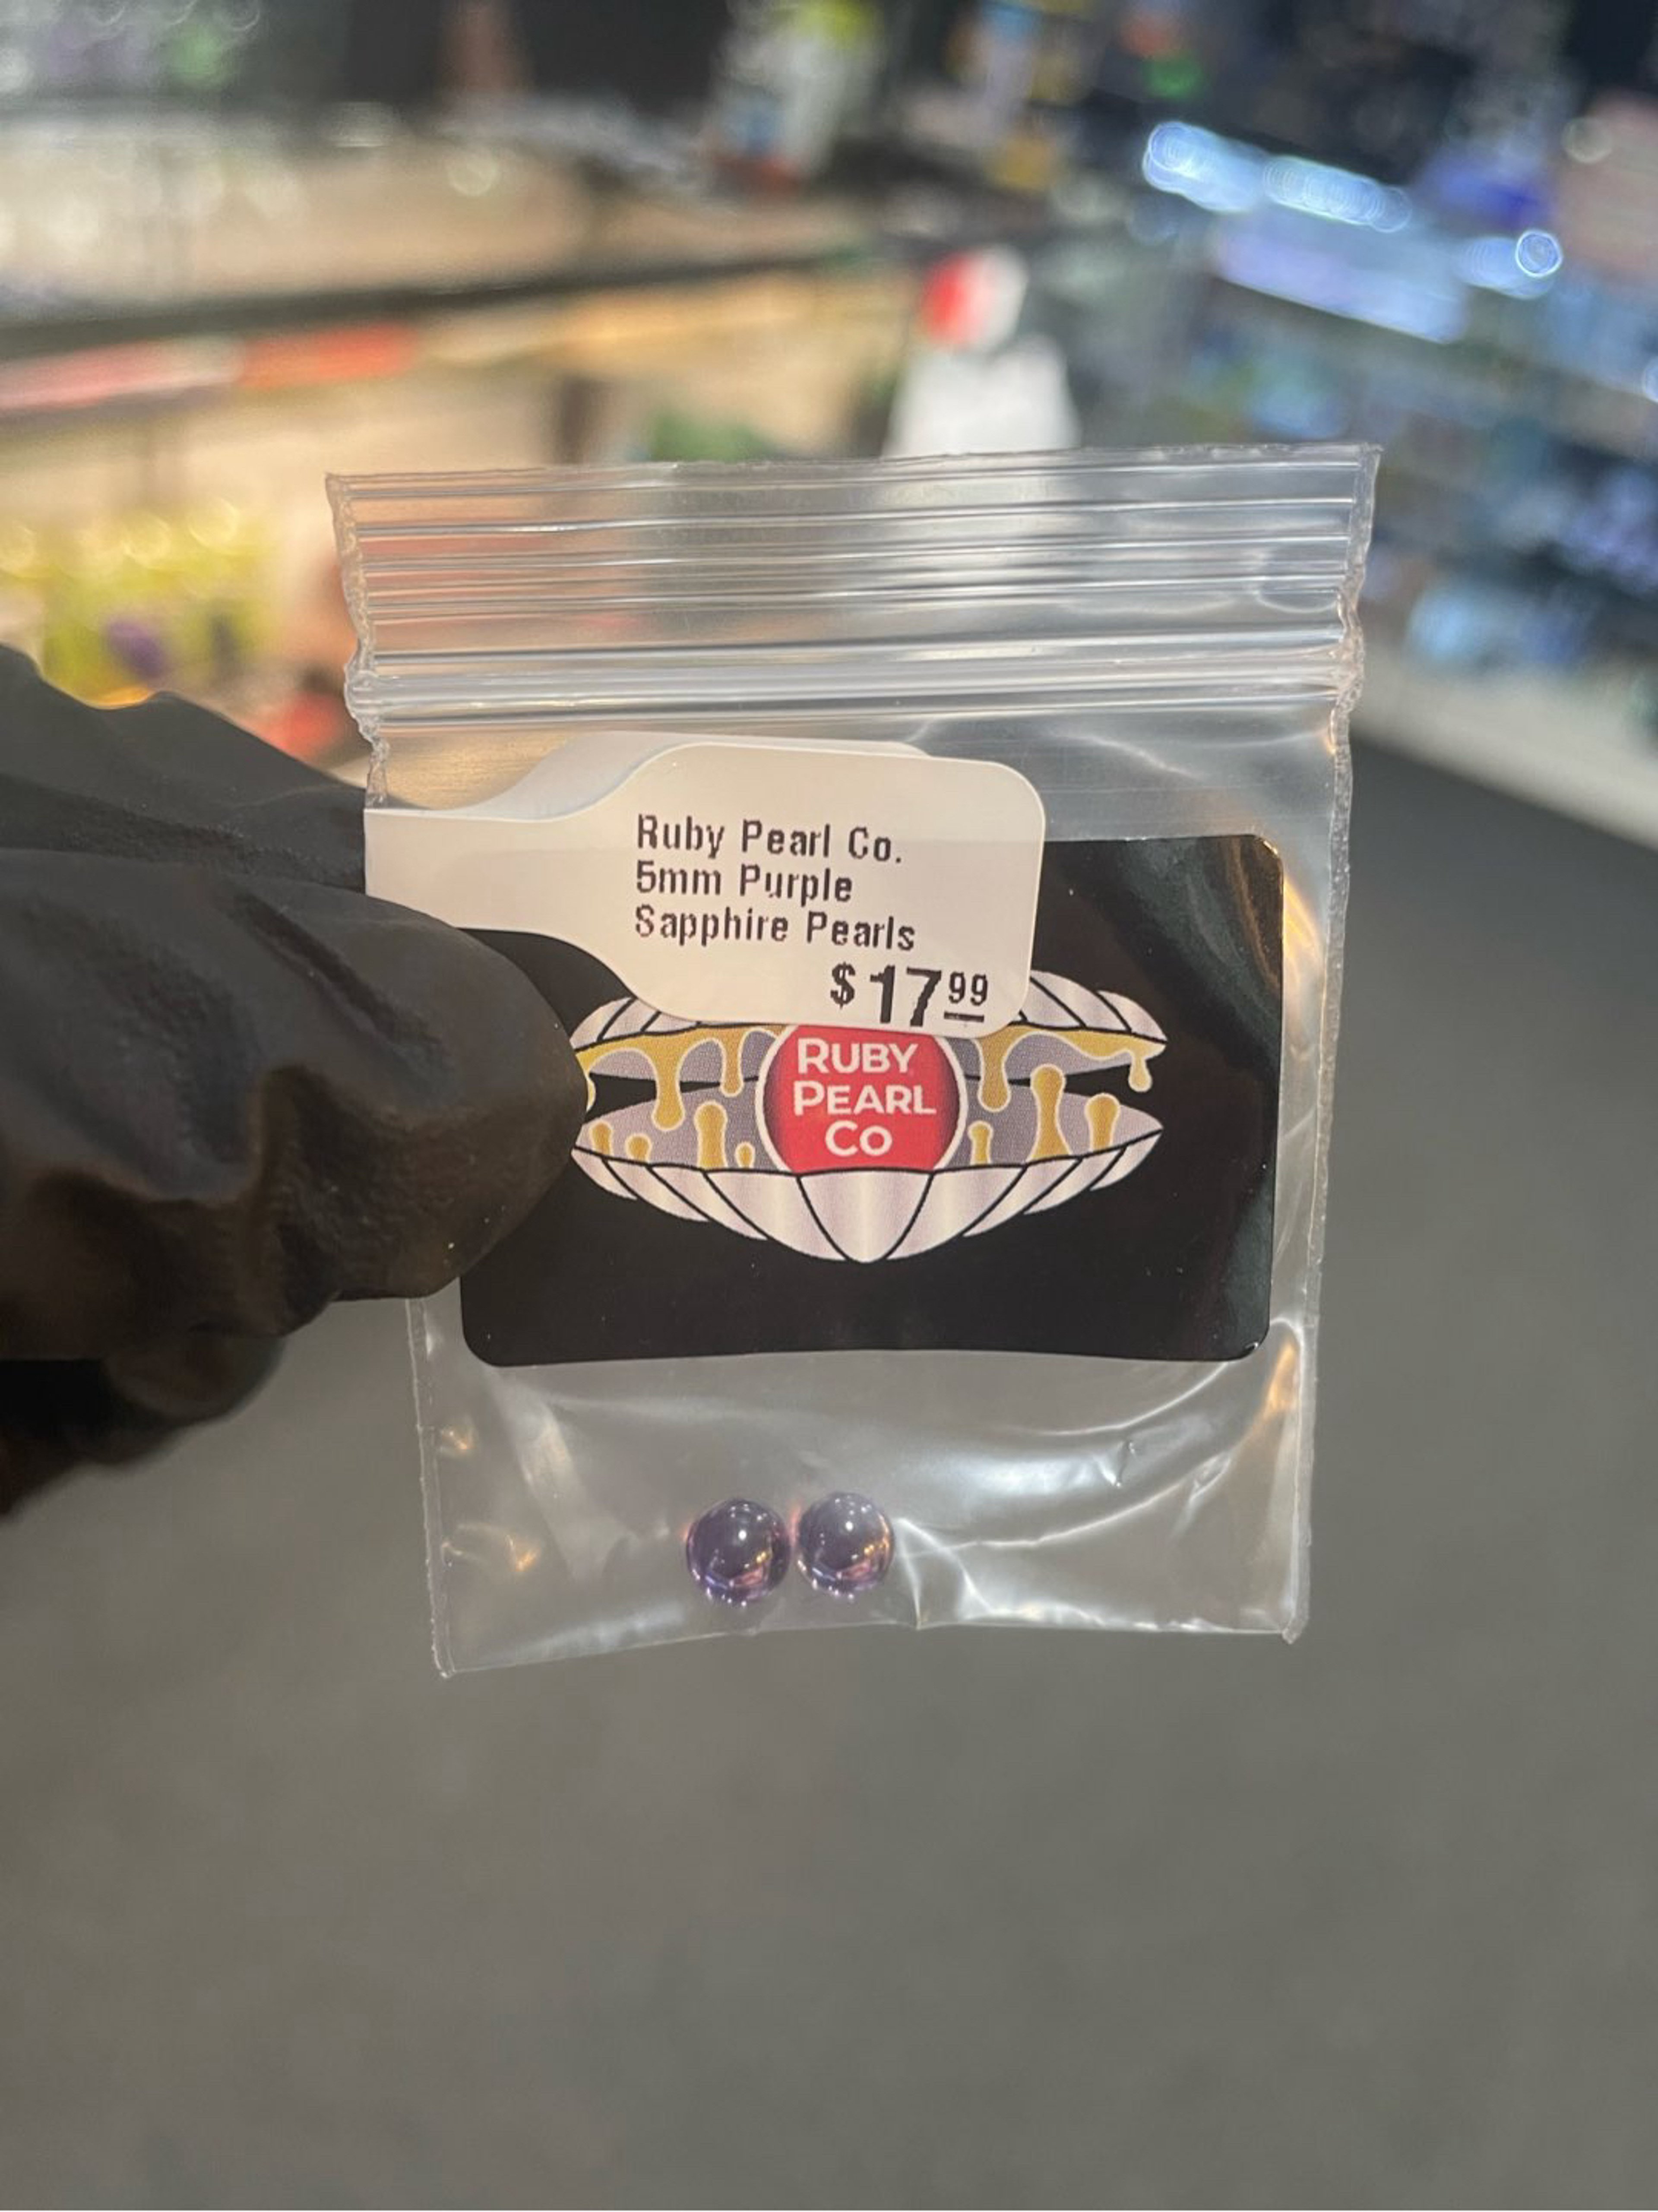 Ruby Pearl Co.
5mm Purple
Sapphire Pearls
$17.99
RUBY
PEARL
CO